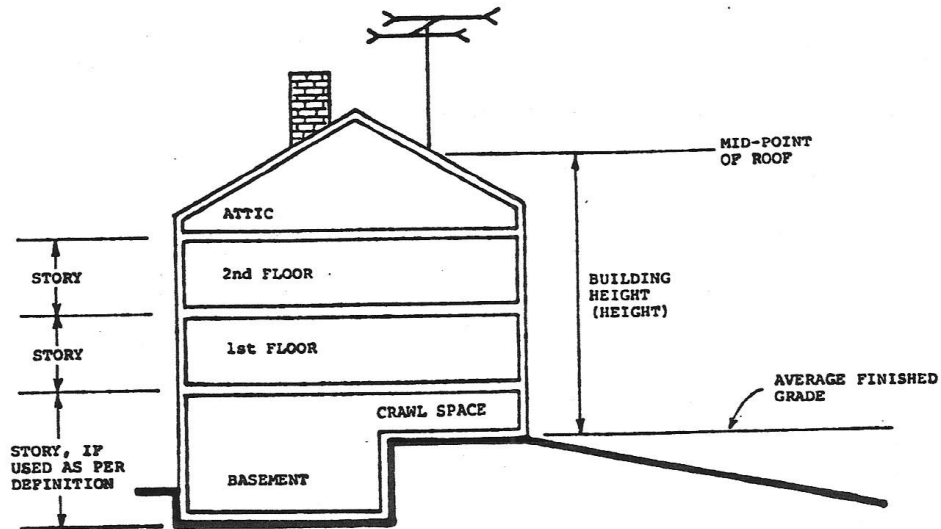 MID-POINT
OF ROOF
ATTIC
STORY
2nd FLOOR
BUILDING
HEIGHT
(HEIGHT)
STORY
1st FLOOR
AVERAGE FINISHED
GRADE
CRAWL SPACE
STORY, IF
USED AS PER
DEFINITION
BASEMENT